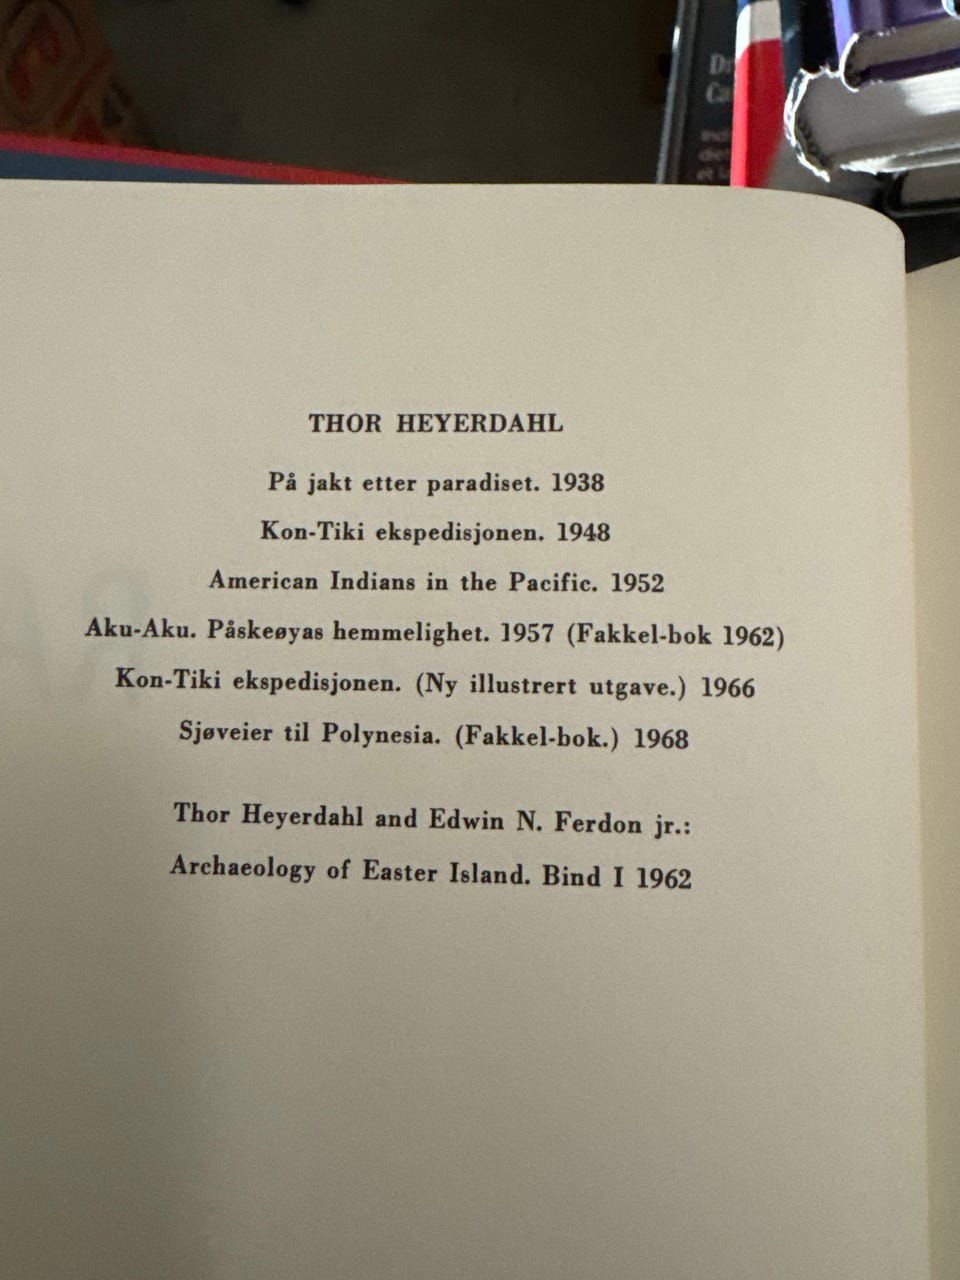 THOR HEYERDAHL
På jakt etter paradiset. 1938
Kon-Tiki ekspedisjonen. 1948
American Indians in the Pacific. 1952
Aku-Aku. Påskeøyas hemmelighet. 1957 (Fakkel-bok 1962)
Kon-Tiki ekspedisjonen. (Ny illustrert utgave.) 1966
Sjøveier til Polynesia. (Fakkel-bok.) 1968
Thor Heyerdahl and Edwin N. Ferdon jr.:
Archaeology of Easter Island. Bind I 1962